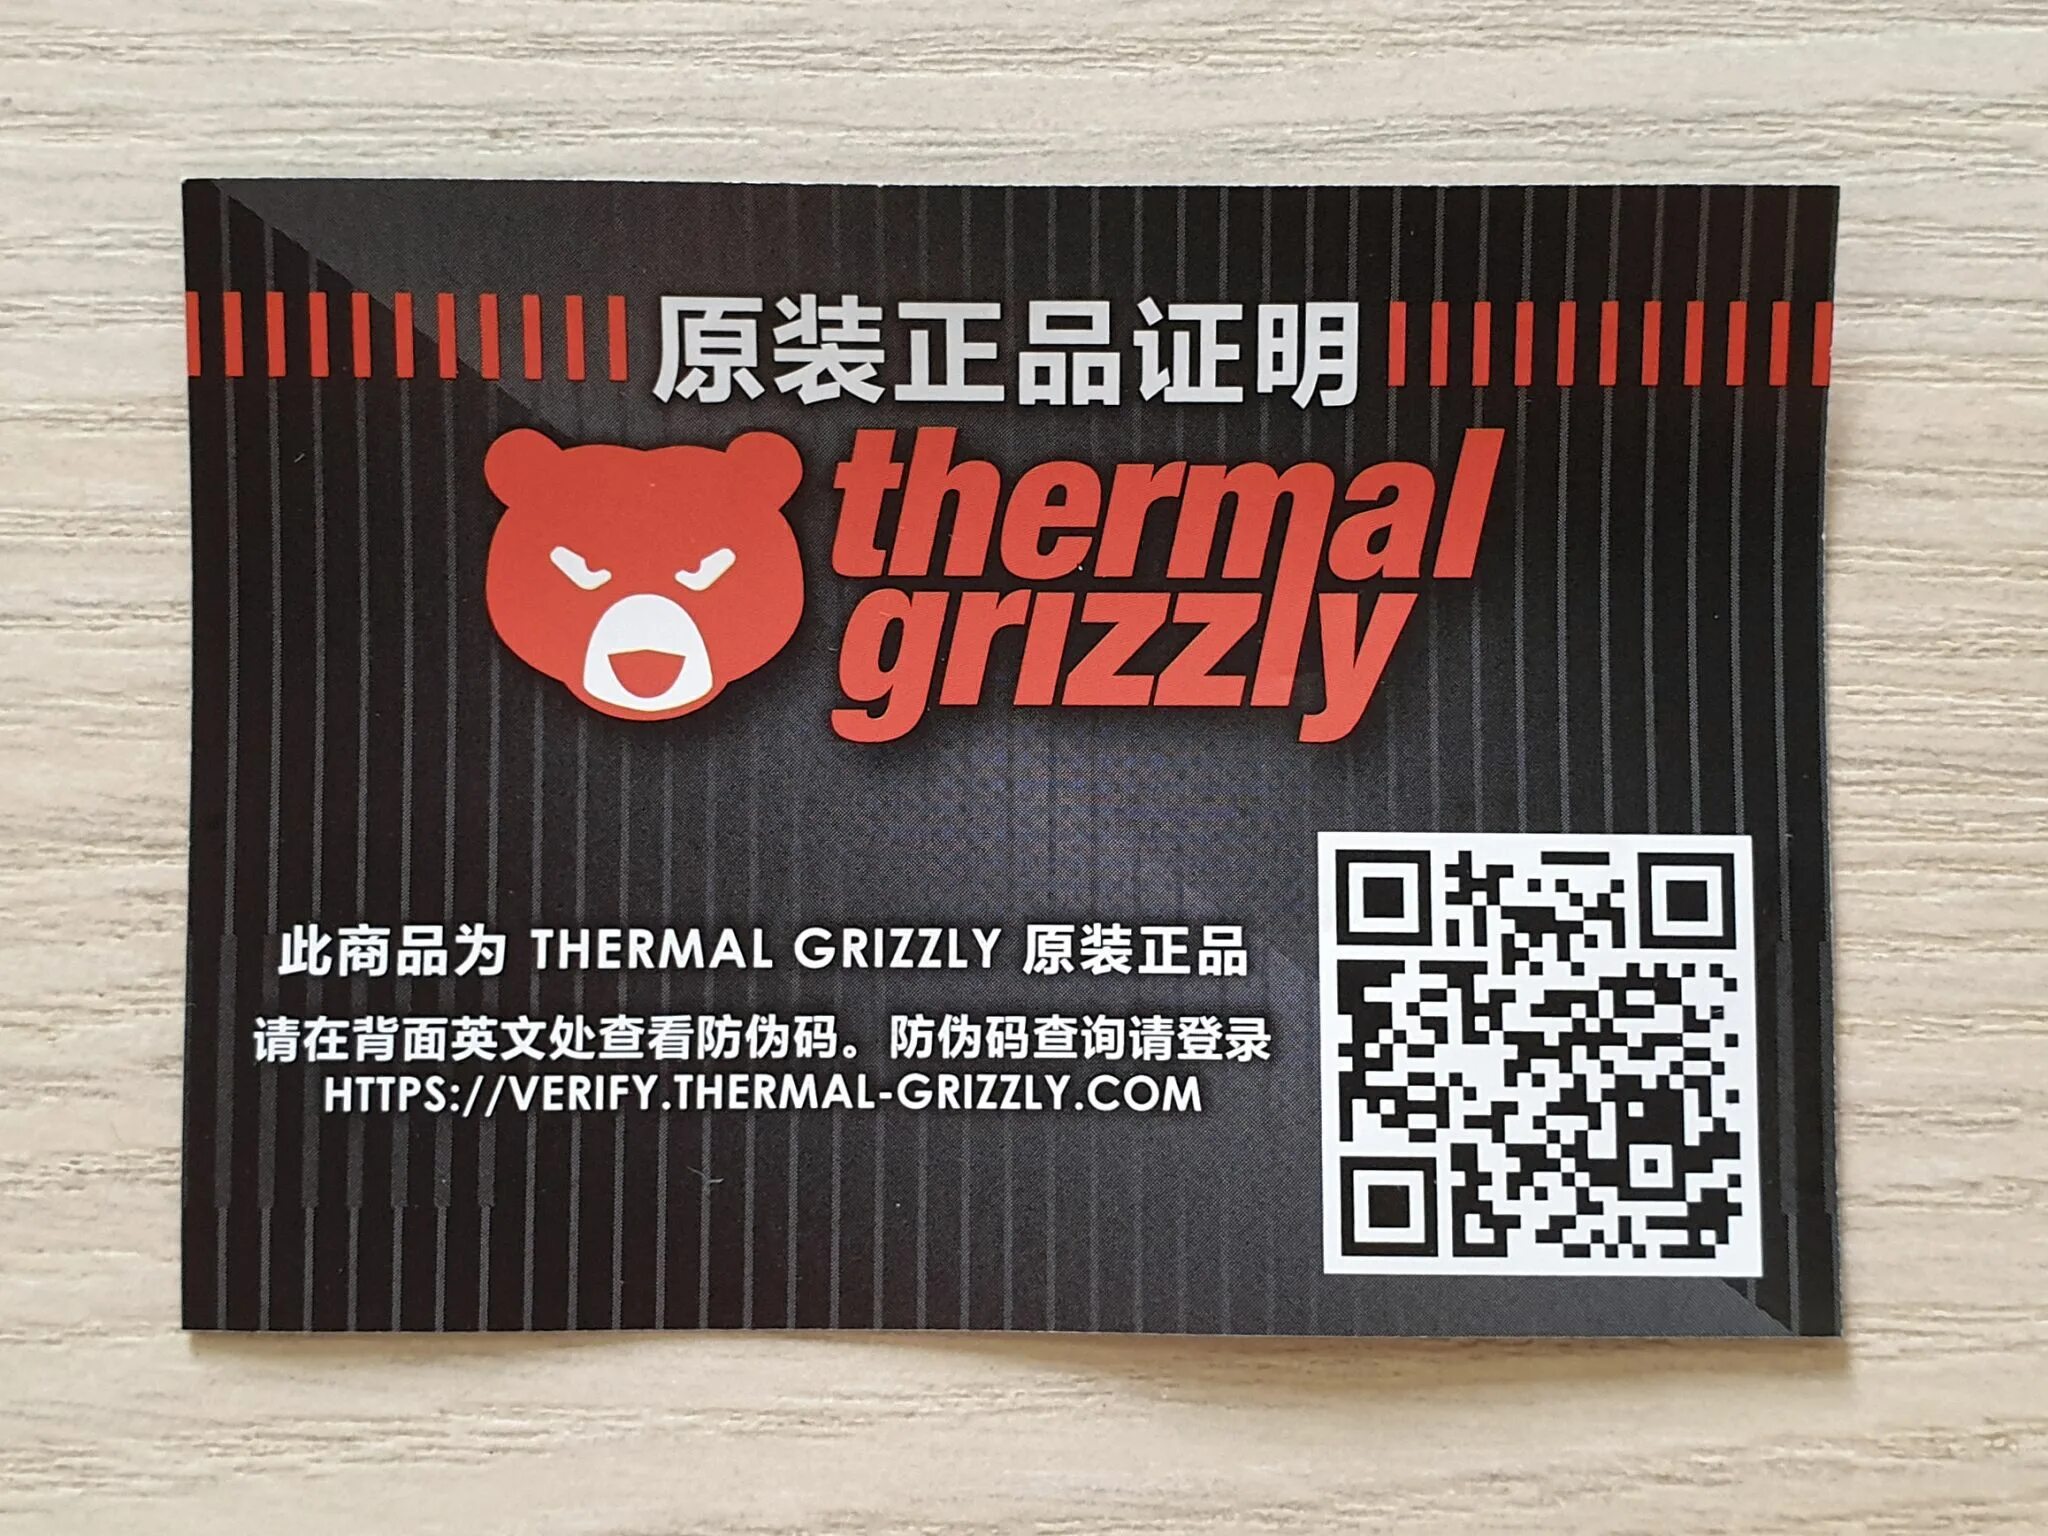 原装正品证明
thermal
grizzly
此商品为 THERMAL GRIZZLY 原装正品
请在背面英文处查看防伪码。防伪码查询请登录
HTTPS://VERIFY.THERMAL-GRIZZLY.COM